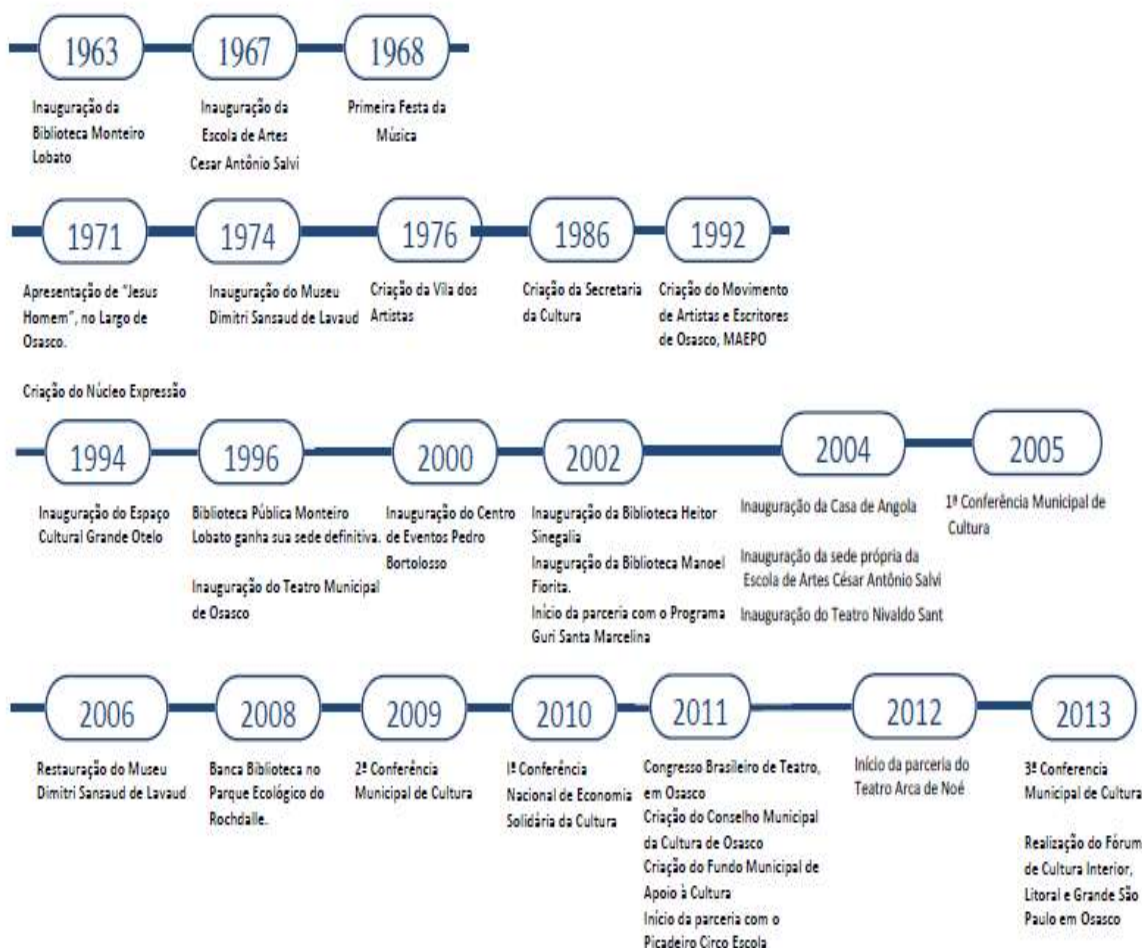 1963
1967
1968
Inauguração da
Biblioteca Monteiro
Lobato
Inauguração da
Escola de Artes
Cesar Antônio Salvi
Primeira Festa da
Música
1971
1974
1976
1986
1992
Apresentação de "Jesus
Homem", no Largo de
Osasco.
Criação do Núcleo Expressão
Inauguração do Museu
Dimitri Sansaud de Lavaud
Criação da Vila dos
Artistas
Criação da Secretaria
da Cultura
Criação do Movimento
de Artistas e Escritores
de Osasco, MAEPO
1994
1996
2000
2002
2004
2005
Inauguração do Espaço
Cultural Grande Otelo
Biblioteca Pública Monteiro
Lobato ganha sua sede definitiva.
Inauguração do Teatro Municipal
de Osasco
Inauguração do Centro
de Eventos Pedro
Bortolosso
Inauguração da Biblioteca Heitor
Sinegalia
Inauguração da Biblioteca Manoel
Fiorita.
Início da parceria com o Programa
Guri Santa Marcelina
Inauguração da Casa de Angola
Inauguração da sede própria da
Escola de Artes César Antônio Salvi
Inauguração do Teatro Nivaldo Sant
1ª Conferência Municipal de
Cultura
2006
2008
2009
2010
2011
2012
2013
Restauração do Museu
Dimitri Sansaud de Lavaud
Banca Biblioteca no
Parque Ecológico do
Rochdalle.
2ª Conferência
Municipal de Cultura
Iª Conferência
Nacional de Economia
Solidária da Cultura
Congresso Brasileiro de Teatro,
em Osasco
Criação do Conselho Municipal
da Cultura de Osasco
Criação do Fundo Municipal de
Apoio à Cultura
Início da parceria com o
Picadeiro Circo Escola
Início da parceria do
Teatro Arca de Noé
3ª Conferencia
Municipal de Cultura
Realização do Fórum
de Cultura Interior,
Litoral e Grande São
Paulo em Osasco